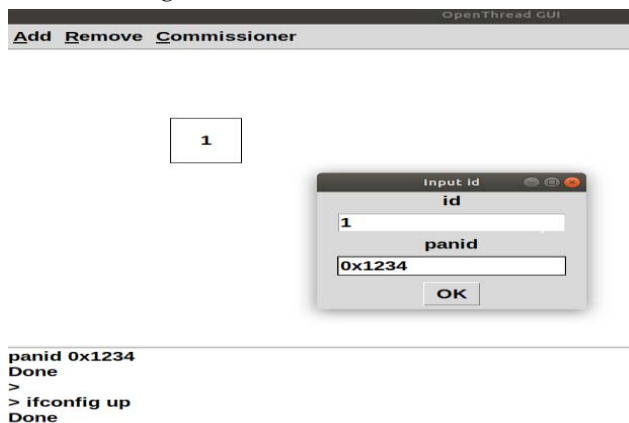 OpenThread GUI
Add Remove Commissioner
1
Input id
id
1
panid
0x1234
OK
panid 0x1234
Done
>
> ifconfig up
Done